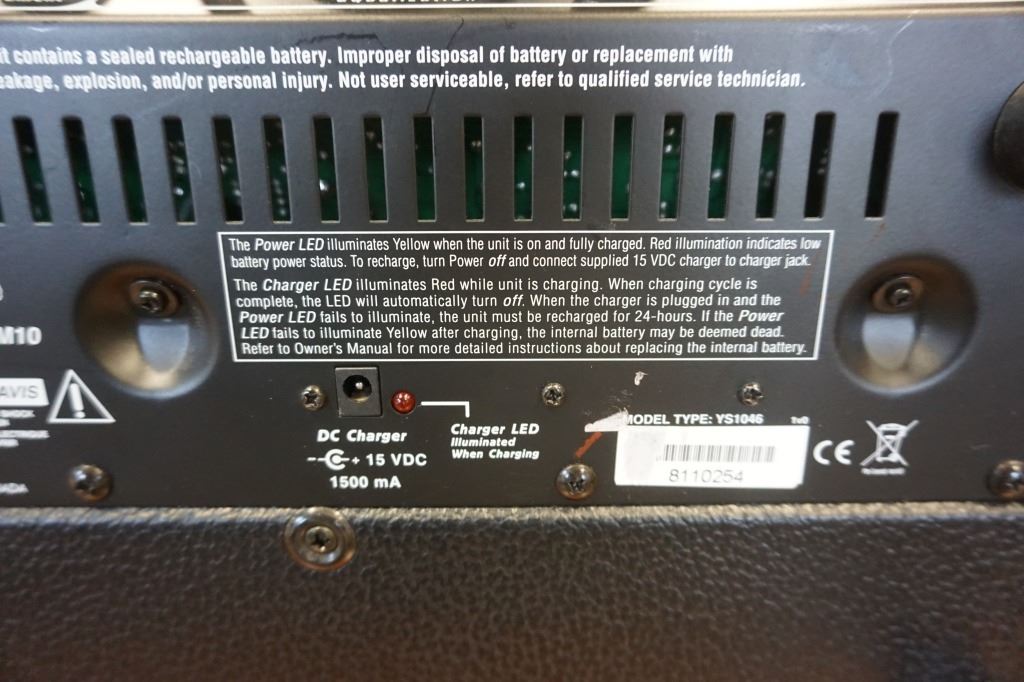 it contains a sealed rechargeable battery. Improper disposal of battery or replacement with
eakage, explosion, and/or personal injury. Not user serviceable, refer to qualified service technician.
The Power LED illuminates Yellow when the unit is on and fully charged. Red illumination indicates low
battery power status. To recharge, turn Power off and connect supplied 15 VDC charger to charger jack.
The Charger LED illuminates Red while unit is charging. When charging cycle is
complete, the LED will automatically turn off. When the charger is plugged in and the
Power LED fails to illuminate, the unit must be recharged for 24-hours. If the Power
LED fails to illuminate Yellow after charging, the internal battery may be deemed dead.
Refer to Owner's Manual for more detailed instructions about replacing the internal battery.
M10
AVIS
SHOCK
DC Charger
- + 15 VDC
1500 mA
Charger LED
Illuminated
When Charging
MODEL TYPE: YS1046 1v0
8110254
CE